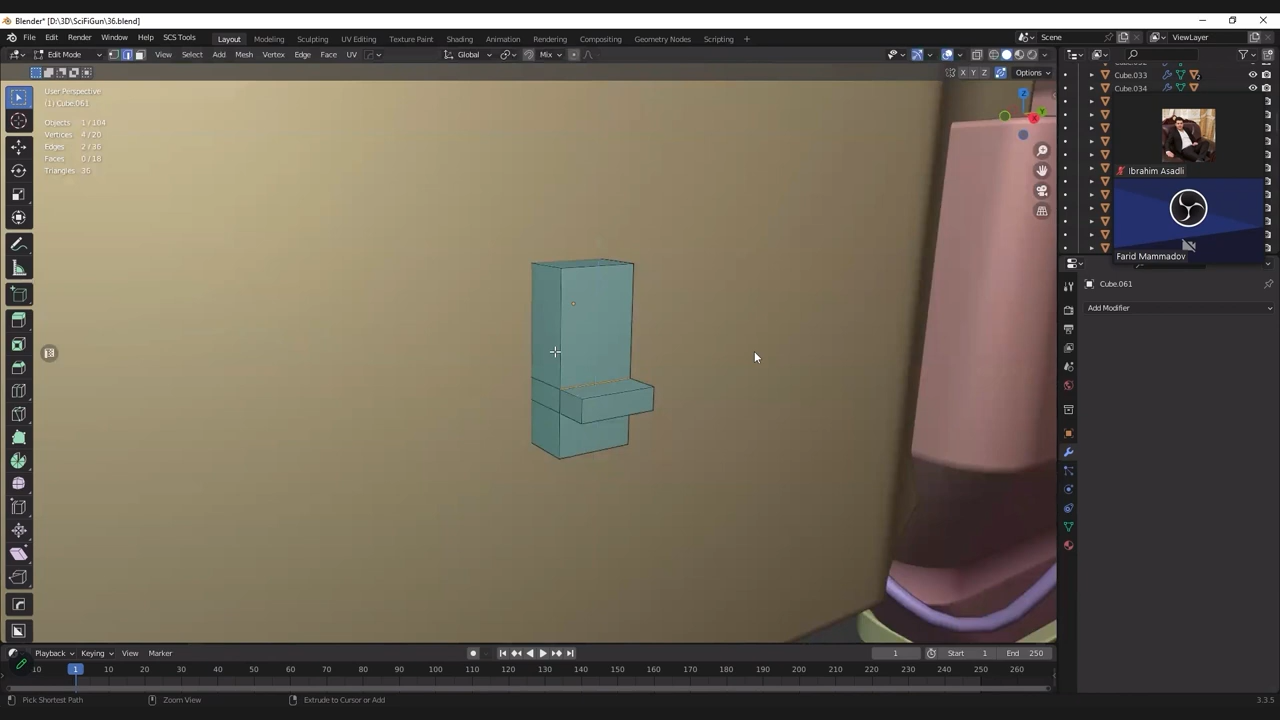 Blender* [D:\3D\SciFiGun\36.blend]
File Edit Render Window Help SCS Tools Layout Modeling Sculpting UV Editing Texture Paint Shading Animation Rendering Compositing Geometry Nodes Scripting + Scene ViewLayer
Edit Mode View Select Add Mesh Vertex Edge Face UV Global Mix
X Y Z Options
User Perspective
(1) Cube.061
Objects 1 / 104
Vertices 4 / 20
Edges 2 / 36
Faces 0 / 18
Triangles 36
Z
Cube.033
Cube.034
Ibrahim Asadli
Farid Mammadov
Cube.061
Add Modifier
Playback Keying View Marker 1 Start 1 End 250
1 10 20 30 40 50 60 70 80 90 100 110 120 130 140 150 160 170 180 190 200 210 220 230 240 250 260
Pick Shortest Path Zoom View Extrude to Cursor or Add 3.3.5